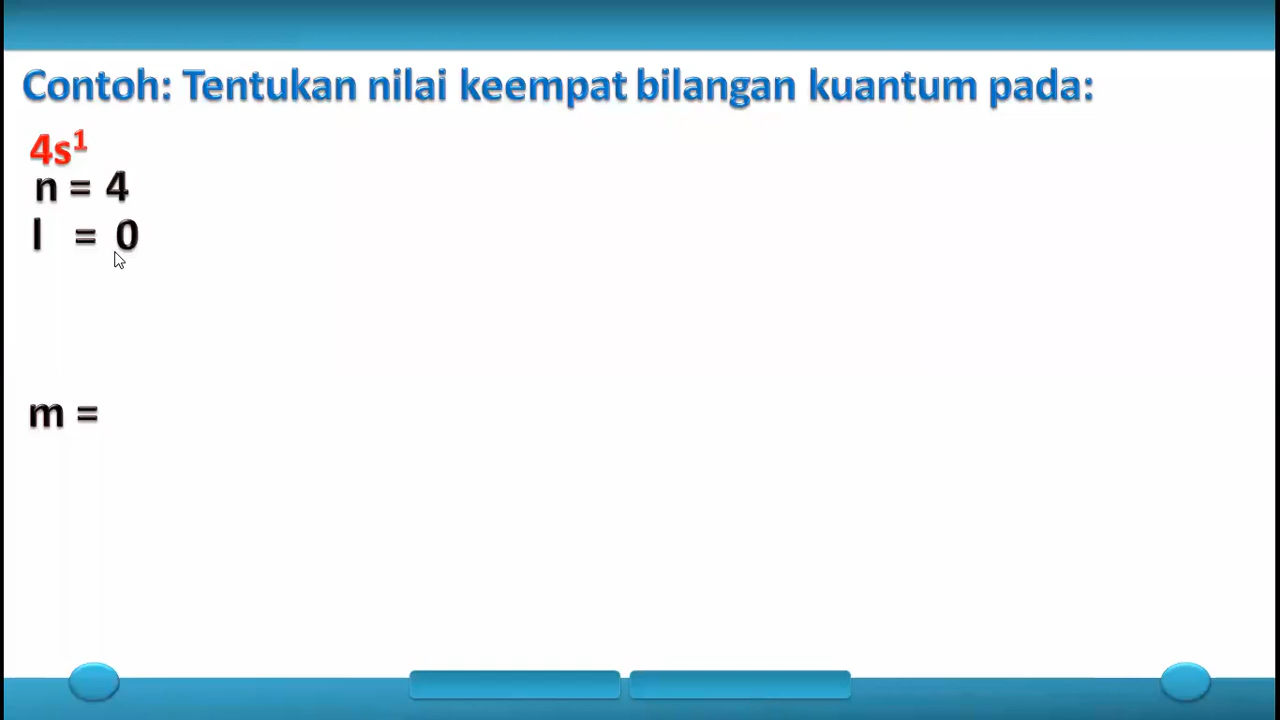 Contoh: Tentukan nilai keempat bilangan kuantum pada:
4s¹
n = 4
l = 0
m =